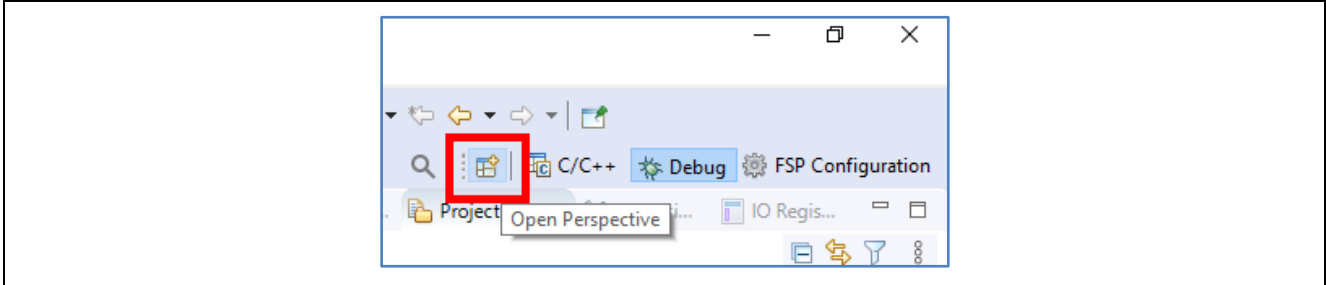 C/C++ Debug FSP Configuration
Project
IO Regis...
Open Perspective